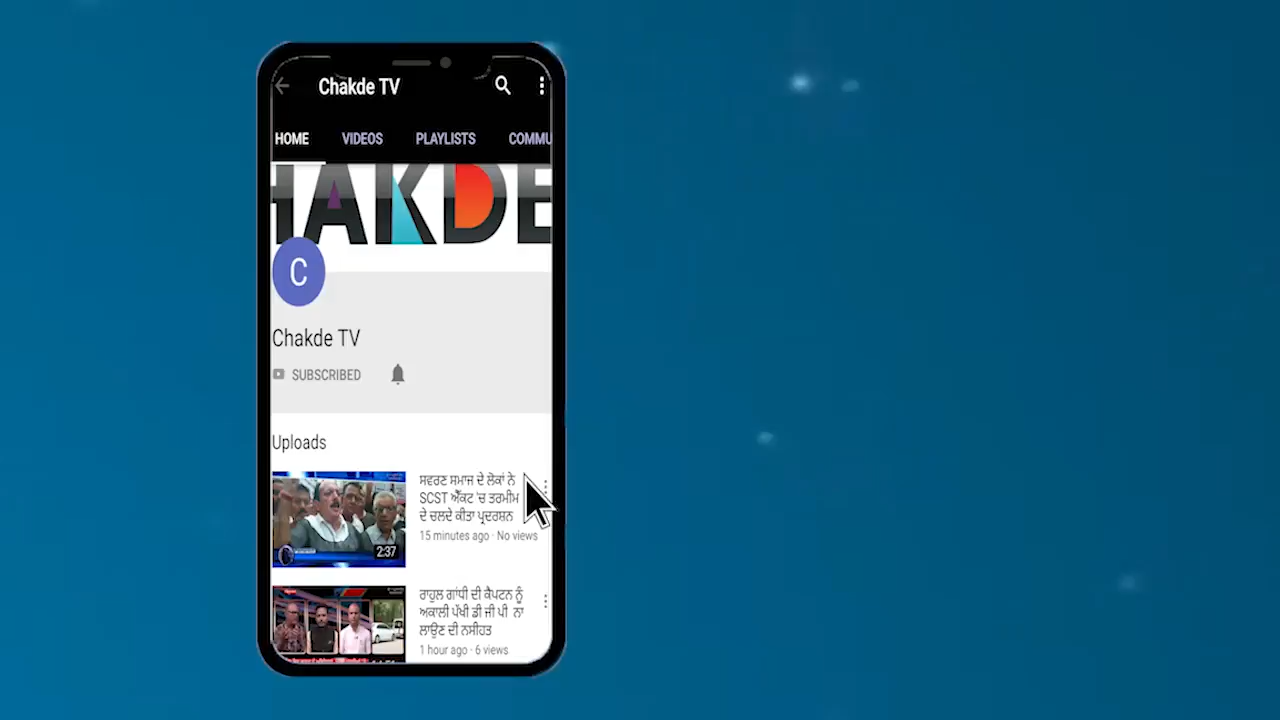 Chakde TV
HOME VIDEOS PLAYLISTS COMMU
HAKDE
C
Chakde TV
SUBSCRIBED
Uploads
ਸਵਰਣ ਸਮਾਜ ਦੇ ਲੋਕਾਂ ਨੇ
SCST ਐੱਕਟ 'ਚ ਤਰਮੀਮ
ਦੇ ਚਲਦੇ ਕੀਤਾ ਪ੍ਰਦਰਸ਼ਨ
15 minutes ago · No views
2:37
ਰਾਹੁਲ ਗਾਂਧੀ ਦੀ ਕੈਪਟਨ ਨੂੰ
ਅਕਾਲੀ ਪੱਖੀ ਡੀ ਜੀ ਪੀ ਨਾ
ਲਾਉਣ ਦੀ ਨਸੀਹਤ
1 hour ago · 6 views